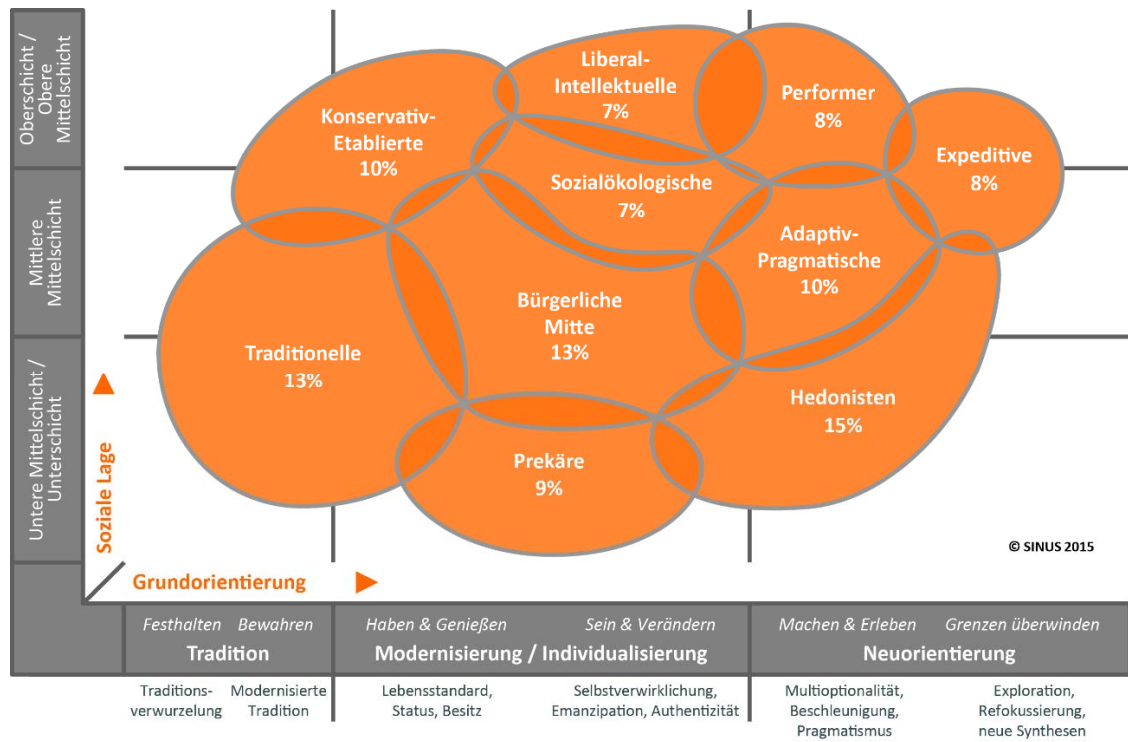 Oberschicht /
Obere
Mittelschicht
Mittlere
Mittelschicht
Untere Mittelschicht /
Unterschicht
Soziale Lage
Konservativ-
Etablierte
10%
Liberal-
Intellektuelle
7%
Performer
8%
Expeditive
8%
Sozialökologische
7%
Adaptiv-
Pragmatische
10%
Traditionelle
13%
Bürgerliche
Mitte
13%
Hedonisten
15%
Prekäre
9%
© SINUS 2015
Grundorientierung
Festhalten Bewahren
Tradition
Haben & Genießen Sein & Verändern
Modernisierung / Individualisierung
Machen & Erleben Grenzen überwinden
Neuorientierung
Traditions-
verwurzelung
Modernisierte
Tradition
Lebensstandard,
Status, Besitz
Selbstverwirklichung,
Emanzipation, Authentizität
Multioptionalität,
Beschleunigung,
Pragmatismus
Exploration,
Refokussierung,
neue Synthesen